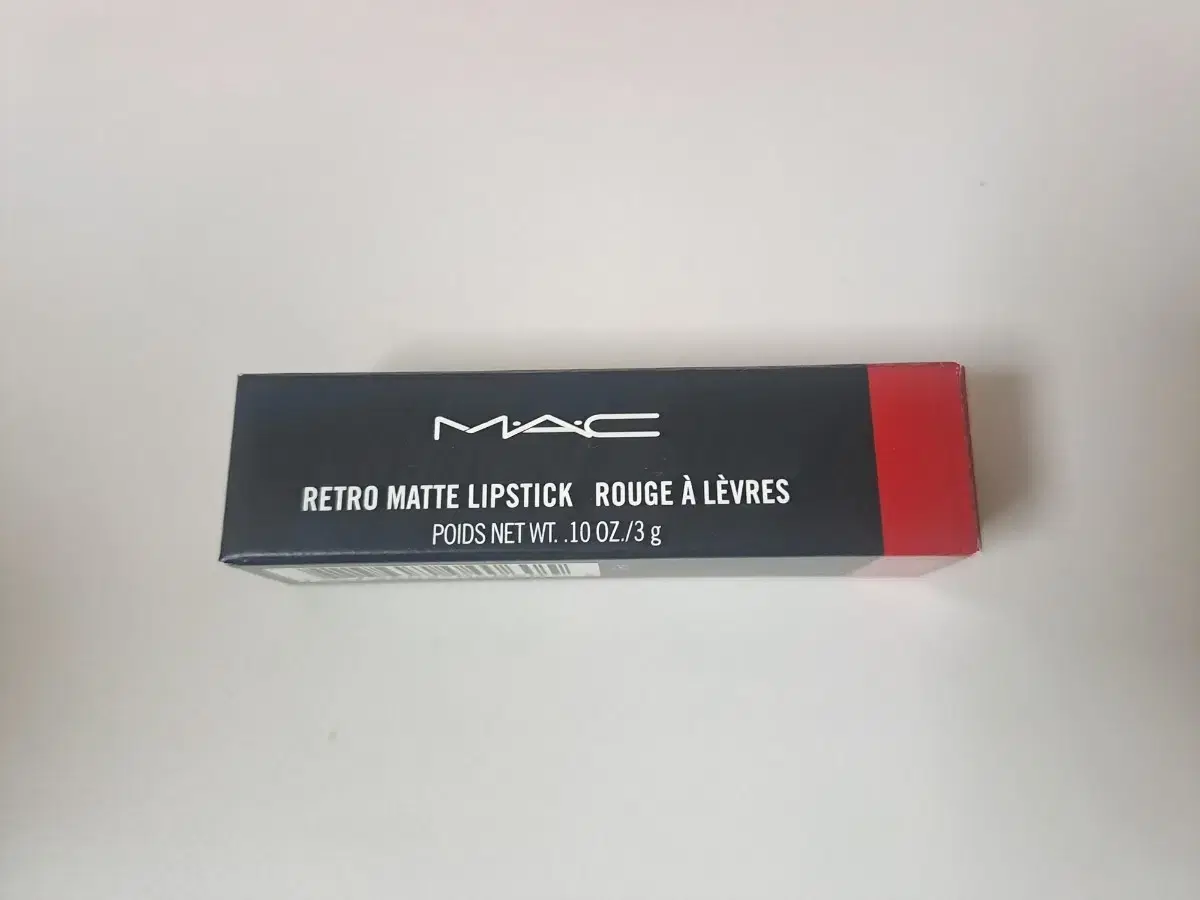 M·A·C
RETRO MATTE LIPSTICK ROUGE À LÈVRES
POIDS NET WT. .10 OZ./3 g